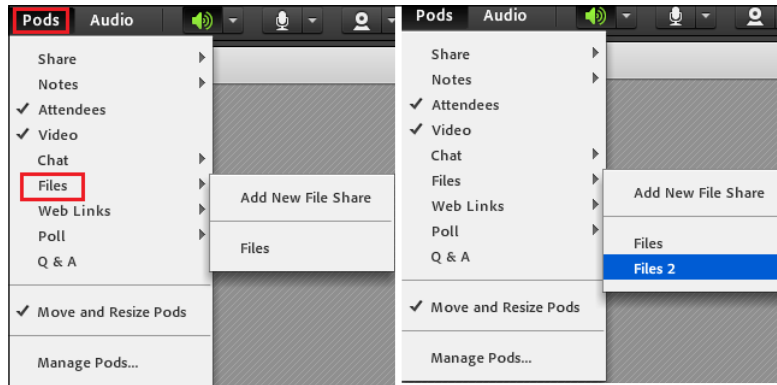 Pods Audio
Share
Notes
Attendees
Video
Chat
Files
Web Links
Poll
Q & A
Move and Resize Pods
Manage Pods...
Add New File Share
Files
Pods Audio
Share
Notes
Attendees
Video
Chat
Files
Web Links
Poll
Q & A
Move and Resize Pods
Manage Pods...
Add New File Share
Files
Files 2